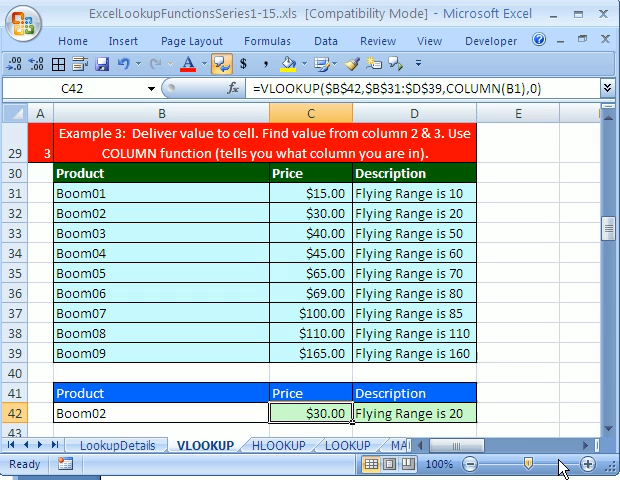 ExcelLookupFunctionsSeries1-15..xls [Compatibility Mode] - Microsoft Excel
Home Insert Page Layout Formulas Data Review View Developer
C42 fx =VLOOKUP($B$42,$B$31:$D$39,COLUMN(B1),0)
A B C D E
Example 3: Deliver value to cell. Find value from column 2 & 3. Use
29 3 COLUMN function (tells you what column you are in).
30 Product Price Description
31 Boom01 $15.00 Flying Range is 10
32 Boom02 $30.00 Flying Range is 20
33 Boom03 $40.00 Flying Range is 50
34 Boom04 $45.00 Flying Range is 60
35 Boom05 $65.00 Flying Range is 70
36 Boom06 $69.00 Flying Range is 80
37 Boom07 $100.00 Flying Range is 85
38 Boom08 $110.00 Flying Range is 110
39 Boom09 $165.00 Flying Range is 160
40
41 Product Price Description
42 Boom02 $30.00 Flying Range is 20
43
LookupDetails VLOOKUP HLOOKUP LOOKUP MA
Ready 100%